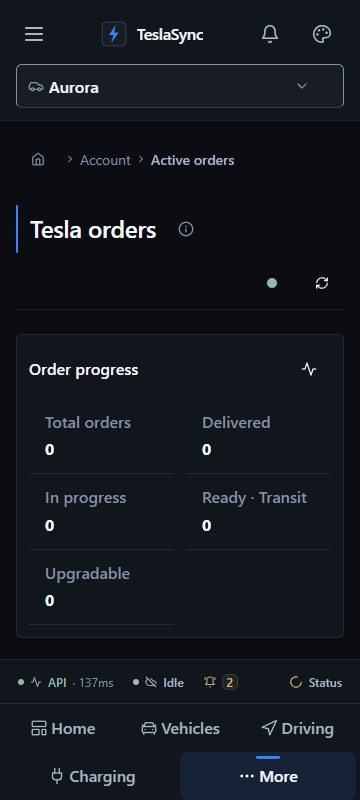 TeslaSync
Aurora
Account Active orders
Tesla orders
Order progress
Total orders Delivered
0 0
In progress Ready · Transit
0 0
Upgradable
0
API · 137ms Idle 2 Status
Home Vehicles Driving
Charging More